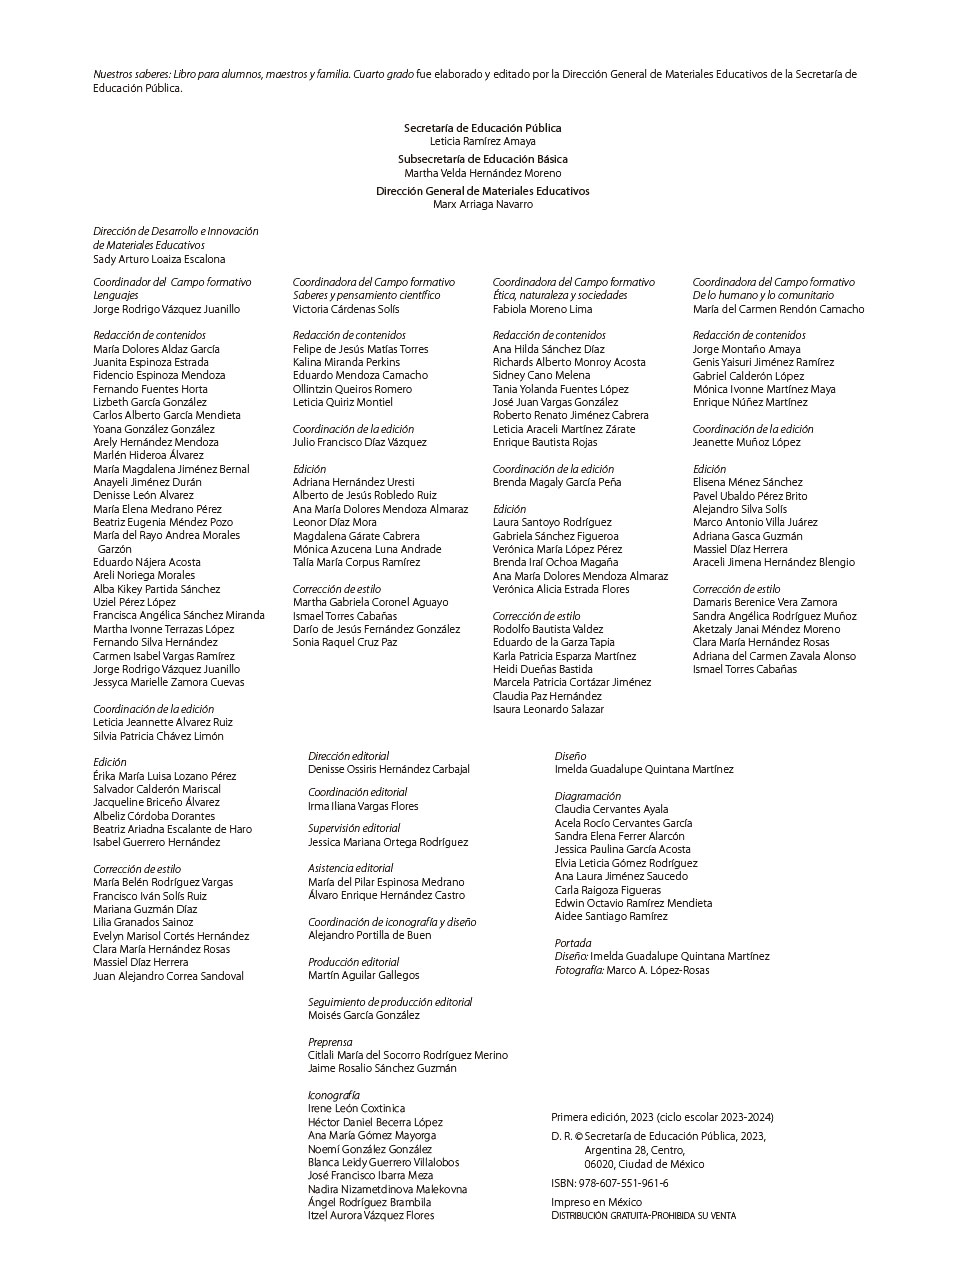 Nuestros saberes: Libro para alumnos, maestros y familia. Cuarto grado fue elaborado y editado por la Dirección General de Materiales Educativos de la Secretaría de
Educación Pública.
Secretaría de Educación Pública
Leticia Ramírez Amaya
Subsecretaría de Educación Básica
Martha Velda Hernández Moreno
Dirección General de Materiales Educativos
Marx Arriaga Navarro
Dirección de Desarrollo e Innovación
de Materiales Educativos
Sady Arturo Loaiza Escalona
Coordinador del Campo formativo
Lenguajes
Jorge Rodrigo Vázquez Juanillo
Redacción de contenidos
María Dolores Aldaz García
Juanita Espinoza Estrada
Fidencio Espinoza Mendoza
Fernando Fuentes Horta
Lizbeth García González
Carlos Alberto García Mendieta
Yoana González González
Arely Hernández Mendoza
Marlén Hideroa Álvarez
María Magdalena Jiménez Bernal
Anayeli Jiménez Durán
Denisse León Alvarez
María Elena Medrano Pérez
Beatriz Eugenia Méndez Pozo
María del Rayo Andrea Morales
Garzón
Eduardo Nájera Acosta
Areli Noriega Morales
Alba Kikey Partida Sánchez
Uziel Pérez López
Francisca Angélica Sánchez Miranda
Martha Ivonne Terrazas López
Fernando Silva Hernández
Carmen Isabel Vargas Ramírez
Jorge Rodrigo Vázquez Juanillo
Jessyca Marielle Zamora Cuevas
Coordinación de la edición
Leticia Jeannette Alvarez Ruiz
Silvia Patricia Chávez Limón
Edición
Érika María Luisa Lozano Pérez
Salvador Calderón Mariscal
Jacqueline Briceño Álvarez
Albeliz Córdoba Dorantes
Beatriz Ariadna Escalante de Haro
Isabel Guerrero Hernández
Corrección de estilo
María Belén Rodríguez Vargas
Francisco Iván Solís Ruiz
Mariana Guzmán Díaz
Lilia Granados Sainoz
Evelyn Marisol Cortés Hernández
Clara María Hernández Rosas
Massiel Díaz Herrera
Juan Alejandro Correa Sandoval
Coordinadora del Campo formativo
Saberes y pensamiento científico
Victoria Cárdenas Solís
Redacción de contenidos
Felipe de Jesús Matías Torres
Kalina Miranda Perkins
Eduardo Mendoza Camacho
Ollintzin Queiros Romero
Leticia Quiriz Montiel
Coordinación de la edición
Julio Francisco Díaz Vázquez
Edición
Adriana Hernández Uresti
Alberto de Jesús Robledo Ruiz
Ana María Dolores Mendoza Almaraz
Leonor Díaz Mora
Magdalena Gárate Cabrera
Mónica Azucena Luna Andrade
Talía María Corpus Ramírez
Corrección de estilo
Martha Gabriela Coronel Aguayo
Ismael Torres Cabañas
Darío de Jesús Fernández González
Sonia Raquel Cruz Paz
Coordinadora del Campo formativo
Ética, naturaleza y sociedades
Fabiola Moreno Lima
Redacción de contenidos
Ana Hilda Sánchez Díaz
Richards Alberto Monroy Acosta
Sidney Cano Melena
Tania Yolanda Fuentes López
José Juan Vargas González
Roberto Renato Jiménez Cabrera
Leticia Araceli Martínez Zárate
Enrique Bautista Rojas
Coordinación de la edición
Brenda Magaly García Peña
Edición
Laura Santoyo Rodríguez
Gabriela Sánchez Figueroa
Verónica María López Pérez
Brenda Iraí Ochoa Magaña
Ana María Dolores Mendoza Almaraz
Verónica Alicia Estrada Flores
Corrección de estilo
Rodolfo Bautista Valdez
Eduardo de la Garza Tapia
Karla Patricia Esparza Martínez
Heidi Dueñas Bastida
Marcela Patricia Cortázar Jiménez
Claudia Paz Hernández
Isaura Leonardo Salazar
Coordinadora del Campo formativo
De lo humano y lo comunitario
María del Carmen Rendón Camacho
Redacción de contenidos
Jorge Montaño Amaya
Genis Yaisuri Jiménez Ramírez
Gabriel Calderón López
Mónica Ivonne Martínez Maya
Enrique Núñez Martínez
Coordinación de la edición
Jeanette Muñoz López
Edición
Elisena Ménez Sánchez
Pavel Ubaldo Pérez Brito
Alejandro Silva Solís
Marco Antonio Villa Juárez
Adriana Gasca Guzmán
Massiel Díaz Herrera
Araceli Jimena Hernández Blengio
Corrección de estilo
Damaris Berenice Vera Zamora
Sandra Angélica Rodríguez Muñoz
Aketzaly Janai Méndez Moreno
Clara María Hernández Rosas
Adriana del Carmen Zavala Alonso
Ismael Torres Cabañas
Dirección editorial
Denisse Ossiris Hernández Carbajal
Coordinación editorial
Irma Iliana Vargas Flores
Supervisión editorial
Jessica Mariana Ortega Rodríguez
Asistencia editorial
María del Pilar Espinosa Medrano
Álvaro Enrique Hernández Castro
Coordinación de iconografía y diseño
Alejandro Portilla de Buen
Producción editorial
Martín Aguilar Gallegos
Seguimiento de producción editorial
Moisés García González
Preprensa
Citlali María del Socorro Rodríguez Merino
Jaime Rosalio Sánchez Guzmán
Iconografía
Irene León Coxtinica
Héctor Daniel Becerra López
Ana María Gómez Mayorga
Noemí González González
Blanca Leidy Guerrero Villalobos
José Francisco Ibarra Meza
Nadira Nizametdinova Malekovna
Ángel Rodríguez Brambila
Itzel Aurora Vázquez Flores
Diseño
Imelda Guadalupe Quintana Martínez
Diagramación
Claudia Cervantes Ayala
Acela Rocío Cervantes García
Sandra Elena Ferrer Alarcón
Jessica Paulina García Acosta
Elvia Leticia Gómez Rodríguez
Ana Laura Jiménez Saucedo
Carla Raigoza Figueras
Edwin Octavio Ramírez Mendieta
Aidee Santiago Ramírez
Portada
Diseño: Imelda Guadalupe Quintana Martínez
Fotografía: Marco A. López-Rosas
Primera edición, 2023 (ciclo escolar 2023-2024)
D. R. © Secretaría de Educación Pública, 2023,
Argentina 28, Centro,
06020, Ciudad de México
ISBN: 978-607-551-961-6
Impreso en México
DISTRIBUCIÓN GRATUITA-PROHIBIDA SU VENTA